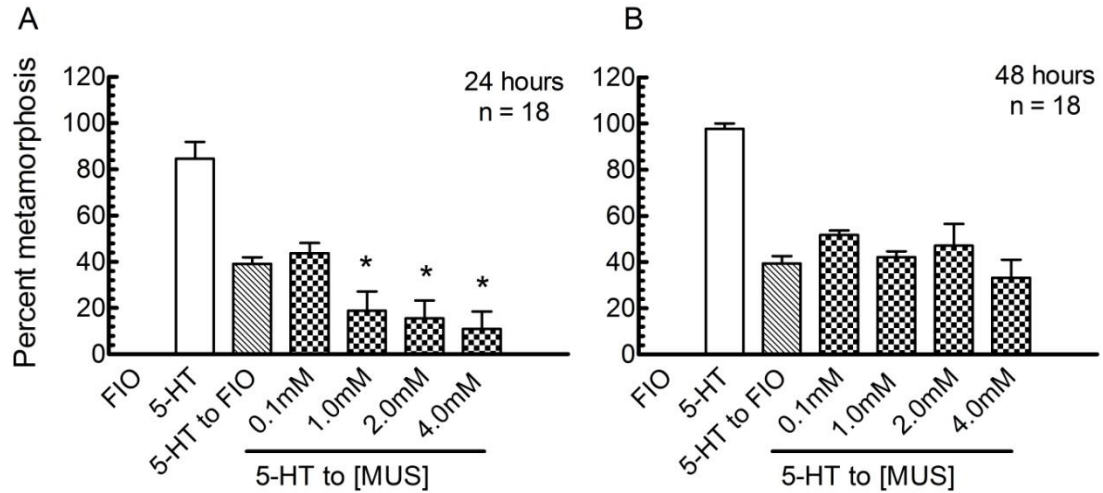 A
Percent metamorphosis
120
100
80
60
40
20
0
24 hours
n = 18
*
*
*
FIO
5-HT
5-HT to FIO
0.1mM
1.0mM
2.0mM
4.0mM
5-HT to [MUS]
B
120
100
80
60
40
20
0
48 hours
n = 18
FIO
5-HT
5-HT to FIO
0.1mM
1.0mM
2.0mM
4.0mM
5-HT to [MUS]